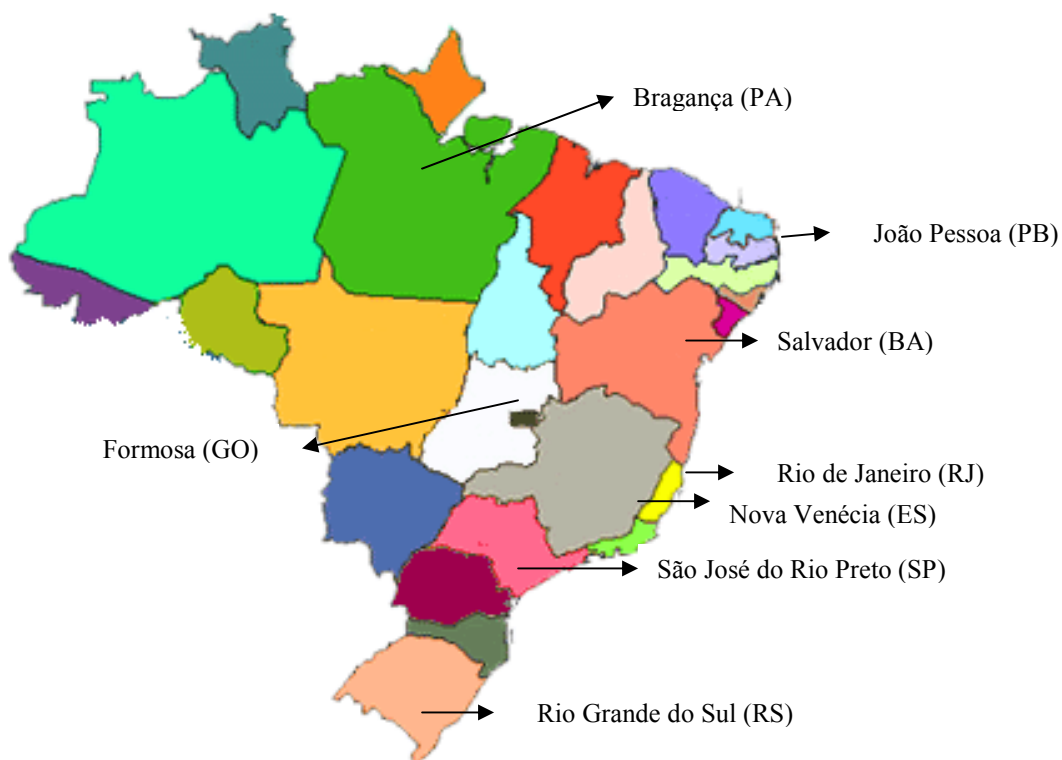 Bragança (PA)
João Pessoa (PB)
Salvador (BA)
Formosa (GO)
Rio de Janeiro (RJ)
Nova Venécia (ES)
São José do Rio Preto (SP)
Rio Grande do Sul (RS)